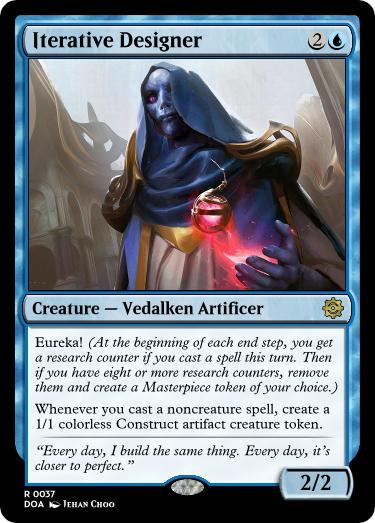 Iterative Designer 2
Creature — Vedalken Artificer
Eureka! (At the beginning of each end step, you get
a research counter if you cast a spell this turn. Then
if you have eight or more research counters, remove
them and create a Masterpiece token of your choice.)
Whenever you cast a noncreature spell, create a
1/1 colorless Construct artifact creature token.
“Every day, I build the same thing. Every day, it’s
closer to perfect.”
2/2
R 0037
DOA Jehan Choo